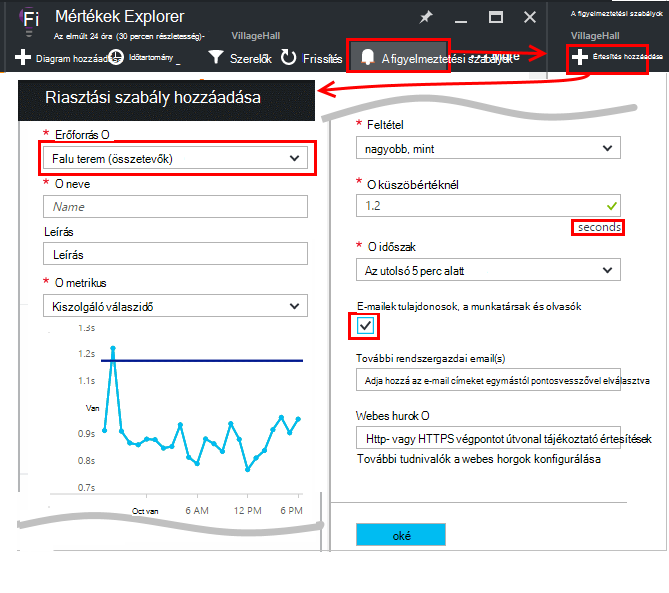 Fi
Mértékek Explorer
Az elmúlt 24 óra (30 percen részletesség)-
VillageHall
A figyelmeztetési szabályok
VillageHall
Diagram hozzáadása
Időtartomány
Szerelők
Frissítés
A figyelmeztetési szabályok
More
Értesítés hozzáadása
Riasztási szabály hozzáadása
* Erőforrás O
Falu terem (összetevők)
* O neve
Name
Leírás
Leírás
* O metrikus
Kiszolgáló válaszidő
1.3s
1.2s
1.1s
Van
0.9s
0.8s
0.7s
Oct van
6 AM
12 PM
6 PM
* Feltétel
nagyobb, mint
* O küszöbértéknél
1.2
seconds
* O időszak
Az utolsó 5 perc alatt
E-mailek tulajdonosok, a munkatársak és olvasók
További rendszergazdai email(s)
Adja hozzá az e-mail címeket egymástól pontosvesszővel elválasztva
Webes hurok O
Http- vagy HTTPS végpontot útvonal tájékoztató értesítések
További tudnivalók a webes horgok konfigurálása
oké